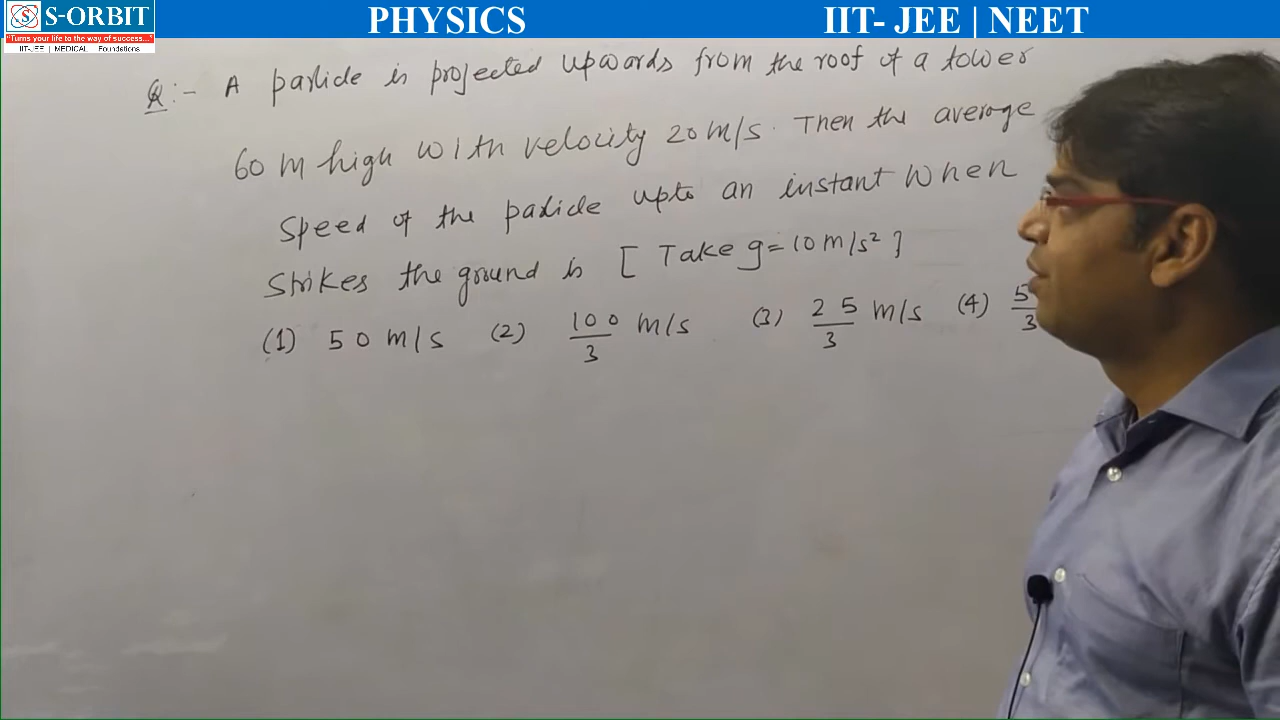 S-ORBIT
"Turns your life to the way of success..."
IIT-JEE | MEDICAL Foundations
PHYSICS
IIT- JEE | NEET
Q:- A particle is projected upwards from the roof of a tower
60 m high with velocity 20 m/s. Then the average
speed of the particle upto an instant when
strikes the ground is [ Take g = 10 m/s² ]
(1) 50 m/s (2) 100/3 m/s (3) 25/3 m/s (4) 5/3